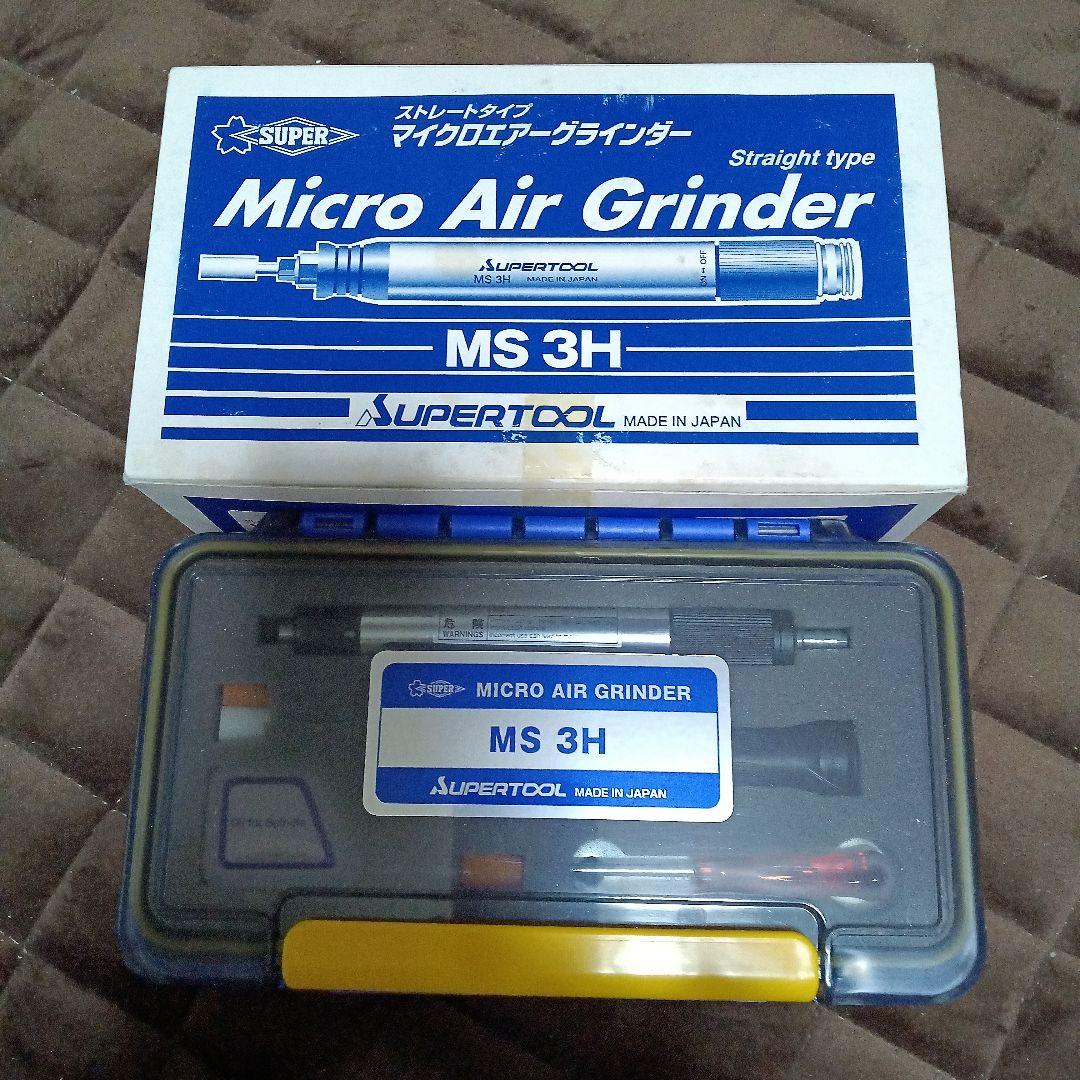 SUPER
ストレートタイプ
マイクロエアーグラインダー
Straight type
Micro Air Grinder
SUPERTOOL
MS 3H MADE IN JAPAN
ON ↔ OFF
MS 3H
SUPERTOOL MADE IN JAPAN
危険
WARNINGS
SUPER MICRO AIR GRINDER
MS 3H
SUPERTOOL MADE IN JAPAN